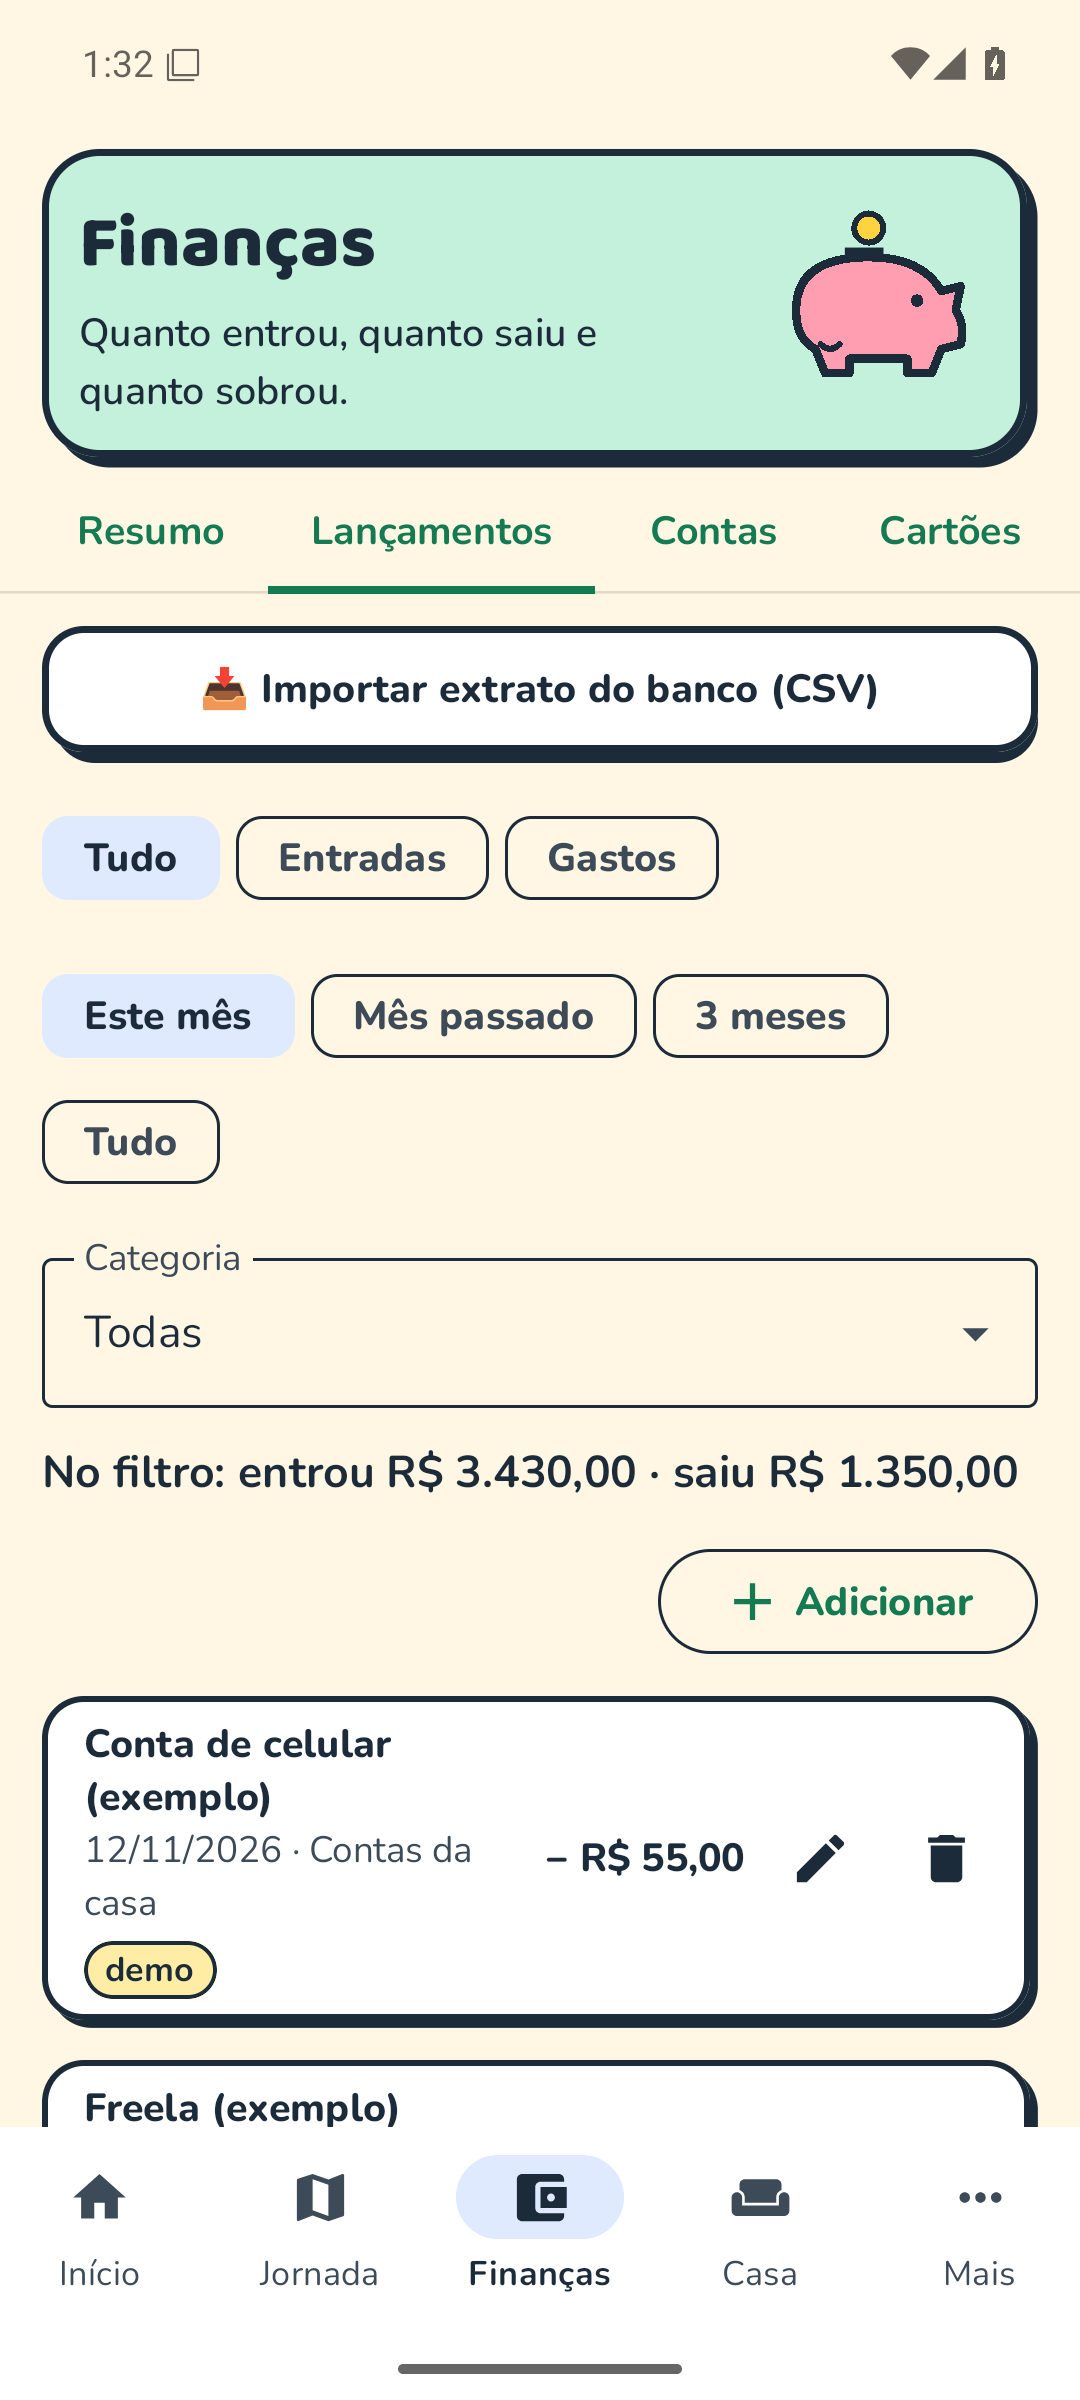 1:32
Finanças
Quanto entrou, quanto saiu e
quanto sobrou.
Resumo
Lançamentos
Contas
Cartões
Importar extrato do banco (CSV)
Tudo
Entradas
Gastos
Este mês
Mês passado
3 meses
Tudo
Categoria
Todas
No filtro: entrou R$ 3.430,00 · saiu R$ 1.350,00
+ Adicionar
Conta de celular
(exemplo)
12/11/2026 · Contas da
casa
– R$ 55,00
demo
Freela (exemplo)
Início
Jornada
Finanças
Casa
Mais